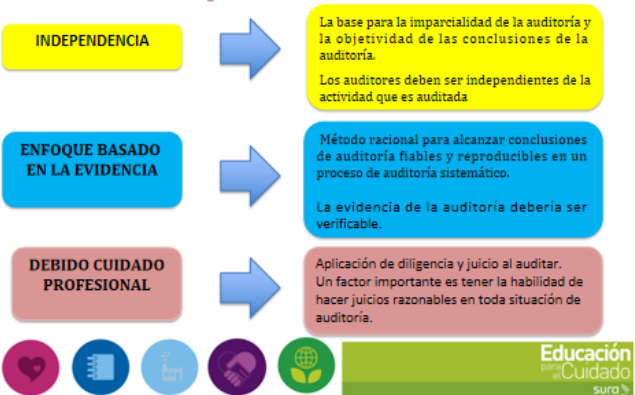 INDEPENDENCIA
La base para la imparcialidad de la auditoría y
la objetividad de las conclusiones de la
auditoría.
Los auditores deben ser independientes de la
actividad que es auditada
ENFOQUE BASADO
EN LA EVIDENCIA
Método racional para alcanzar conclusiones
de auditoría fiables y reproducibles en un
proceso de auditoría sistemático.
La evidencia de la auditoría debería ser
verificable.
DEBIDO CUIDADO
PROFESIONAL
Aplicación de diligencia y juicio al auditar.
Un factor importante es tener la habilidad de
hacer juicios razonables en toda situación de
auditoría.
Educación
para
el Cuidado
sura